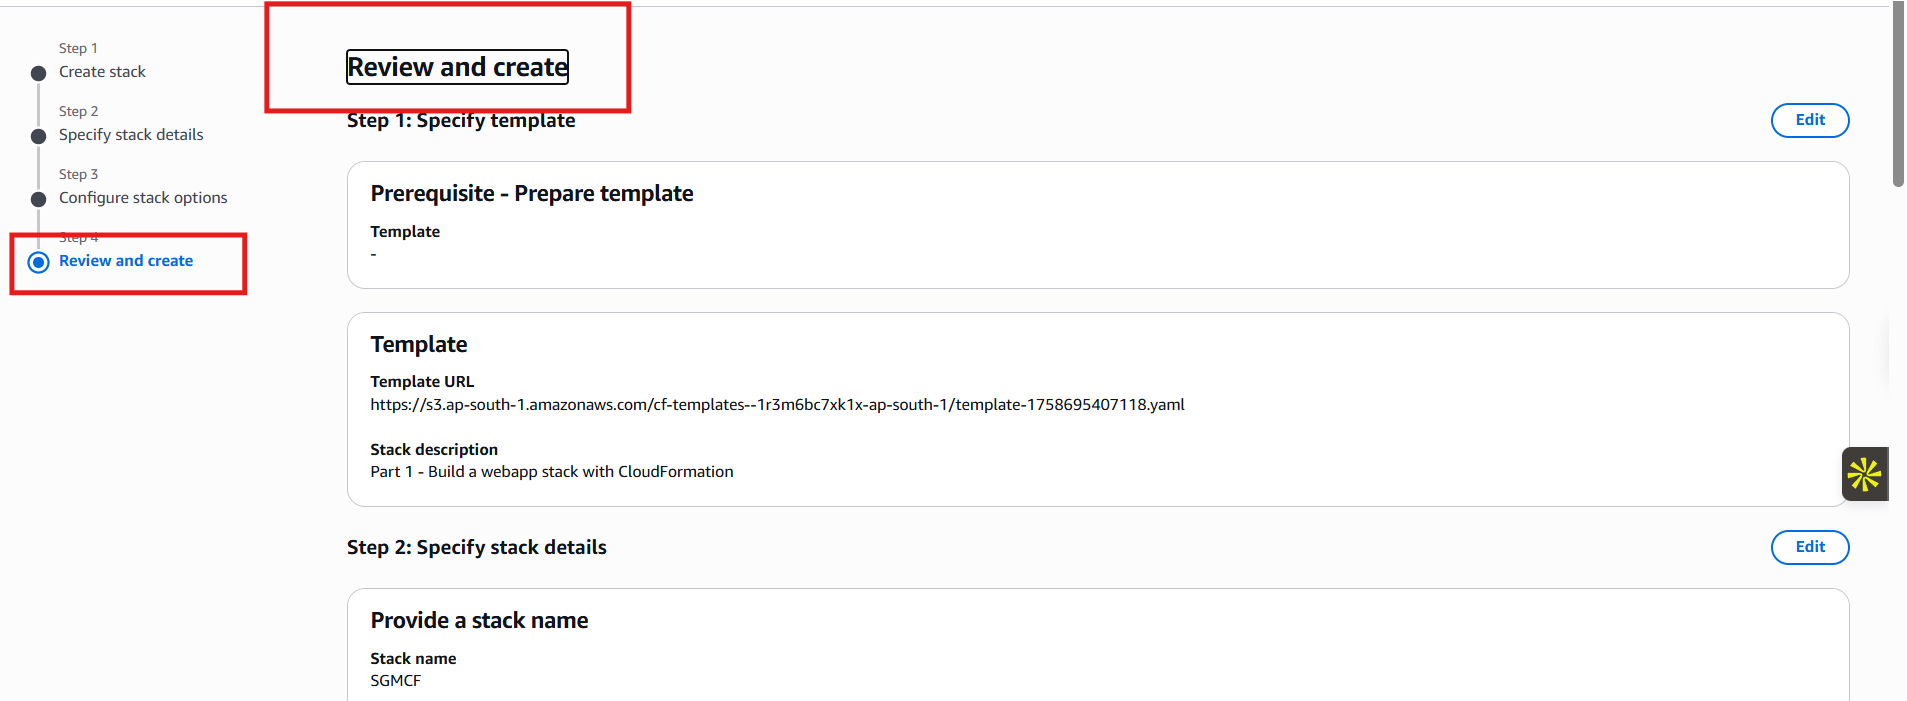 Step 1
Create stack
Step 2
Specify stack details
Step 3
Configure stack options
Step 4
Review and create
Review and create
Step 1: Specify template
Edit
Prerequisite - Prepare template
Template
-
Template
Template URL
https://s3.ap-south-1.amazonaws.com/cf-templates--1r3m6bc7xk1x-ap-south-1/template-1758695407118.yaml
Stack description
Part 1 - Build a webapp stack with CloudFormation
Step 2: Specify stack details
Edit
Provide a stack name
Stack name
SGMCF